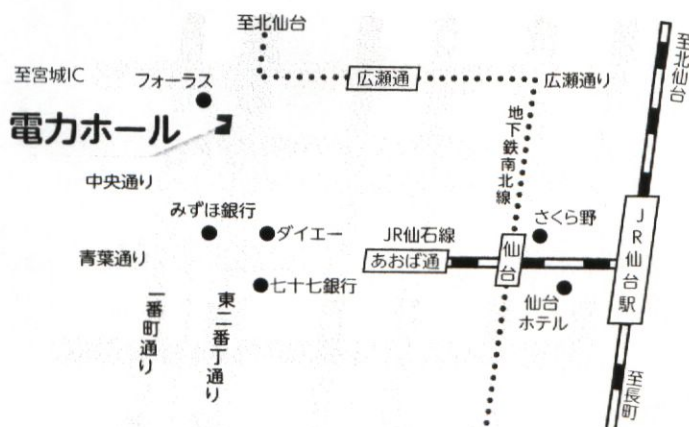 至北仙台
至宮城IC
フォーラス
広瀬通
広瀬通り
至北仙台
電力ホール
地下鉄南北線
中央通り
みずほ銀行
ダイエー
JR仙石線
さくら野
青葉通り
あおば通
仙台
JR仙台駅
七十七銀行
仙台
ホテル
一番町通り
東二番丁通り
至長町